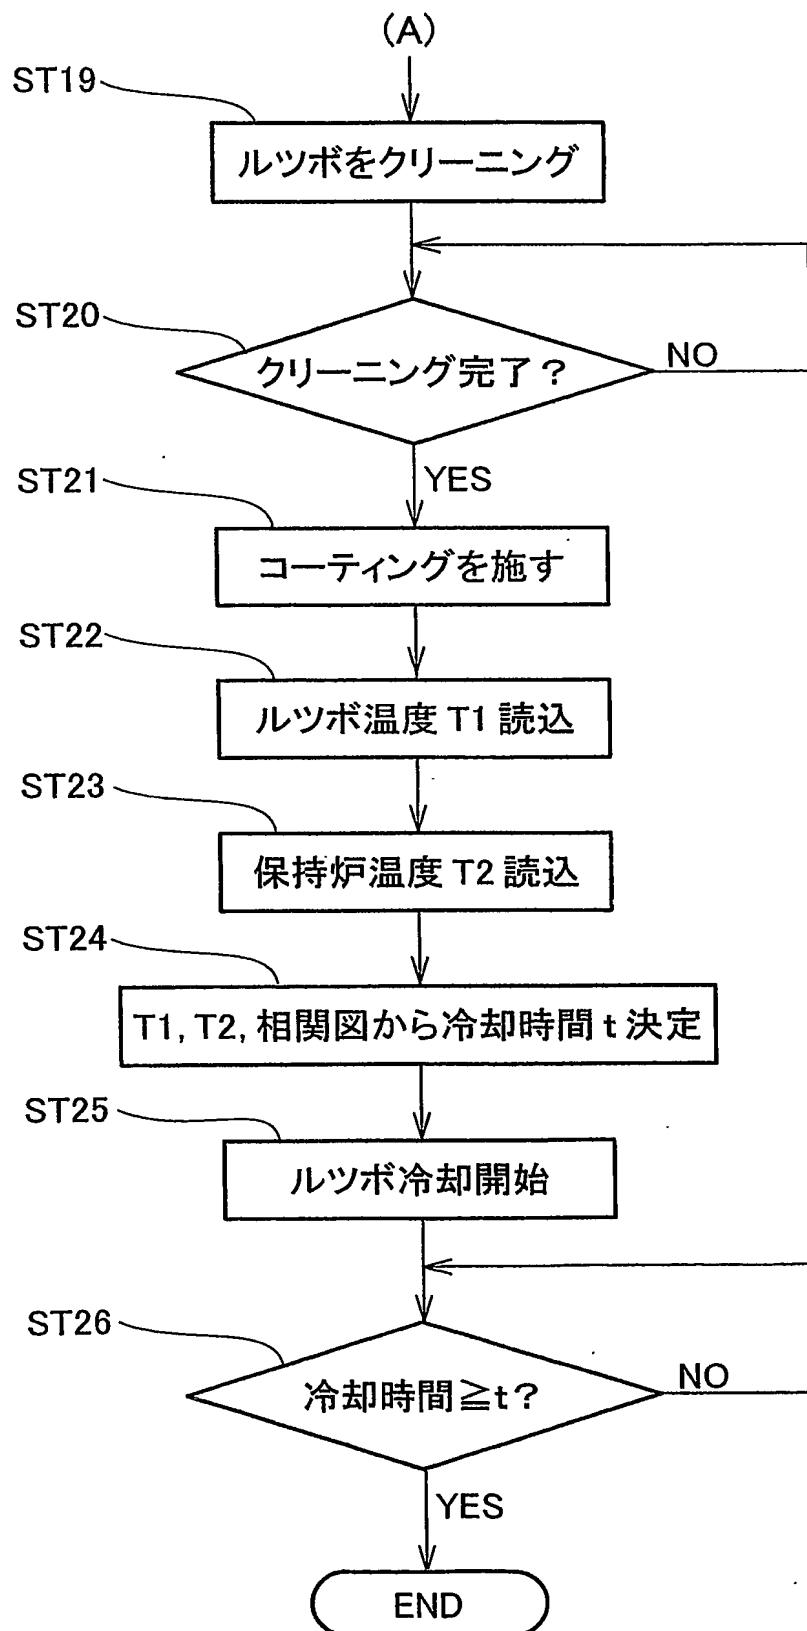 (A)
ST19
ルツボをクリーニング
ST20
クリーニング完了?
NO
YES
ST21
コーティングを施す
ST22
ルツボ温度 T1 読込
ST23
保持炉温度 T2 読込
ST24
T1, T2, 相関図から冷却時間 t 決定
ST25
ルツボ冷却開始
ST26
冷却時間≧t?
NO
YES
END